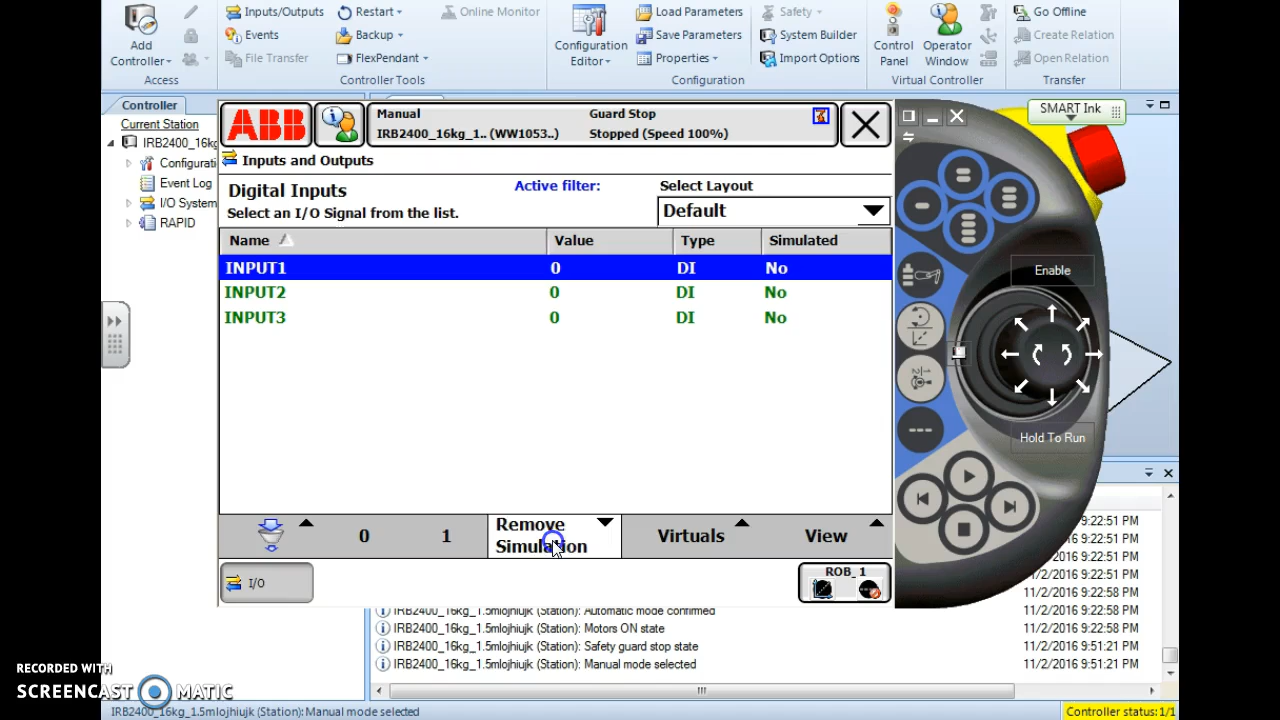 Inputs/Outputs
Restart
Online Monitor
Load Parameters
Safety
Go Offline
Events
Backup
Save Parameters
System Builder
Create Relation
Add
Controller
File Transfer
FlexPendant
Configuration
Editor
Properties
Import Options
Control
Panel
Operator
Window
Open Relation
Access
Controller Tools
Configuration
Virtual Controller
Transfer
Controller
Current Station
IRB2400_16kg
Configurati
Event Log
I/O System
RAPID
ABB
Manual
IRB2400_16kg_1.. (WW1053..)
Guard Stop
Stopped (Speed 100%)
SMART Ink
Inputs and Outputs
Digital Inputs
Select an I/O Signal from the list.
Active filter:
Select Layout
Default
Name Value Type Simulated
INPUT1 0 DI No
INPUT2 0 DI No
INPUT3 0 DI No
Enable
Hold To Run
0
1
Remove
Simulation
Virtuals
View
I/O
ROB_1
9:22:51 PM
9:22:51 PM
9:22:51 PM
1/2/2016 9:22:51 PM
IRB2400_16kg_1.5mlojhiujk (Station): Automatic mode confirmed 11/2/2016 9:22:58 PM
IRB2400_16kg_1.5mlojhiujk (Station): Motors ON state 11/2/2016 9:22:58 PM
IRB2400_16kg_1.5mlojhiujk (Station): Safety guard stop state 11/2/2016 9:51:21 PM
IRB2400_16kg_1.5mlojhiujk (Station): Manual mode selected 11/2/2016 9:51:21 PM
RECORDED WITH
SCREENCAST MATIC
IRB2400_16kg_1.5mlojhiujk (Station): Manual mode selected
Controller status: 1/1